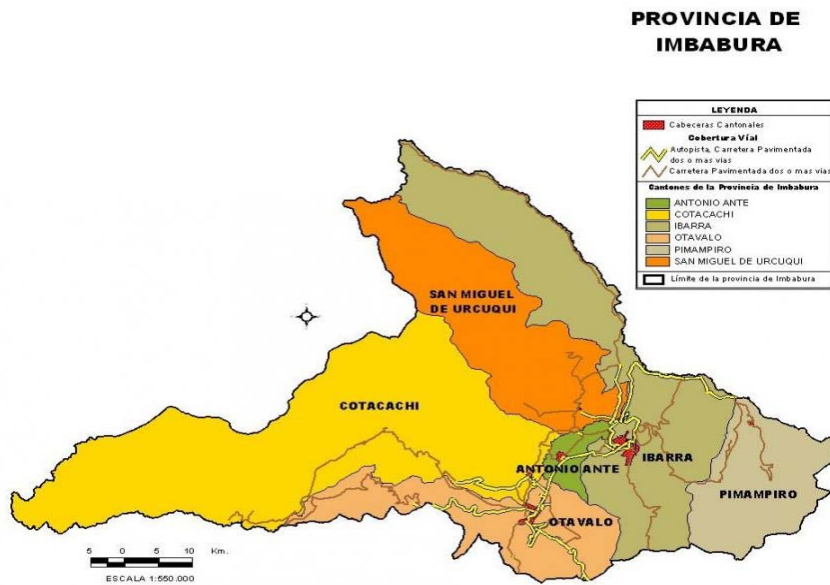 PROVINCIA DE
IMBABURA
LEYENDA
Cabeceras Cantonales
Cobertura Víal
Autopista, Carretera Pavimentada
dos o mas vias
Carretera Pavimentada dos o mas vias
Cantones de la Provincia de Imbabura
ANTONIO ANTE
COTACACHI
IBARRA
OTAVALO
PIMAMPIRO
SAN MIGUEL DE URCUQUI
Límite de la provincia de Imbabura
SAN MIGUEL
DE URCUQUI
COTACACHI
IBARRA
ANTONIO ANTE
PIMAMPIRO
OTAVALO
5 0 5 10 Km.
ESCALA 1:550.000